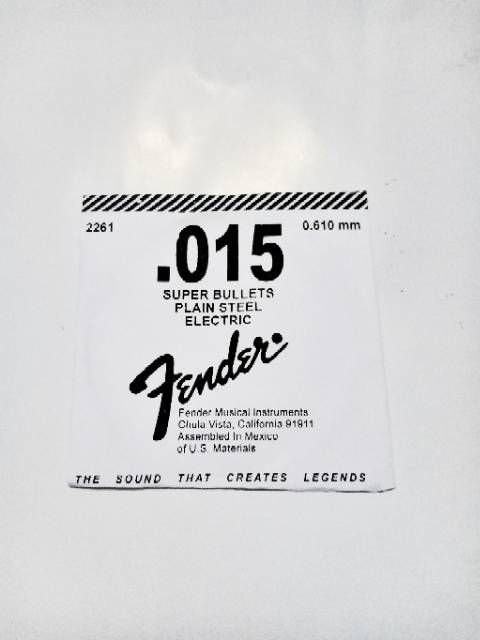 2261
0.610 mm
.015
SUPER BULLETS
PLAIN STEEL
ELECTRIC
Fender
Fender Musical Instruments
Chula Vista, California 91911
Assembled In Mexico
of U.S. Materials
THE SOUND THAT CREATES LEGENDS